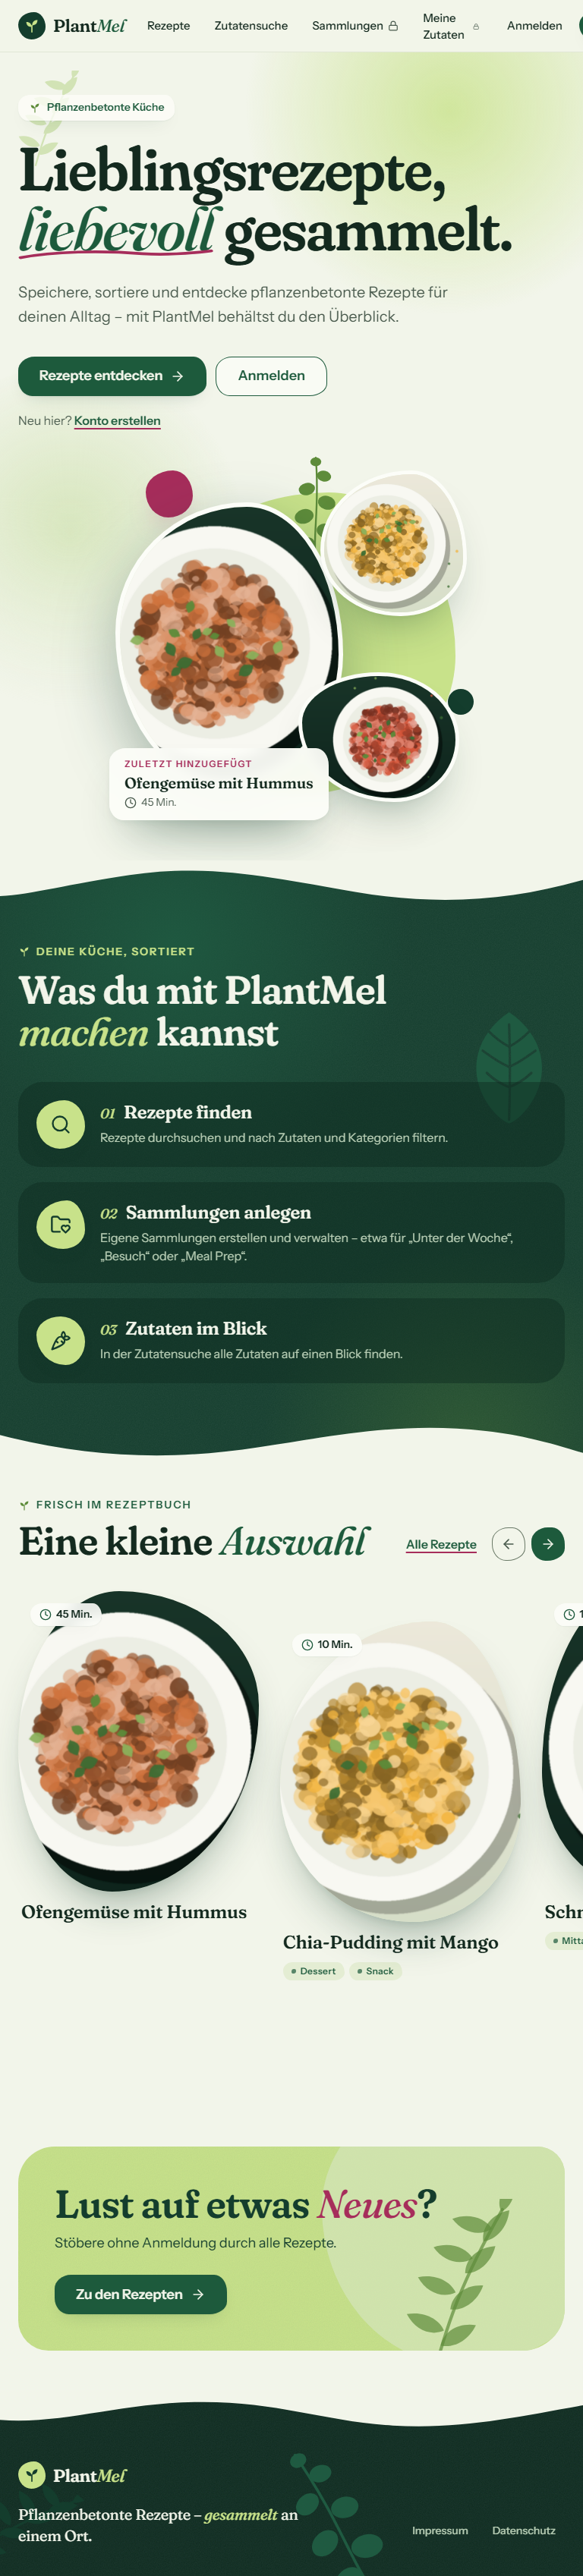 PlantMel
Rezepte
Zutatensuche
Sammlungen
Meine
Zutaten
Anmelden
Pflanzenbetonte Küche
Lieblingsrezepte,
liebevoll gesammelt.
Speichere, sortiere und entdecke pflanzenbetonte Rezepte für
deinen Alltag – mit PlantMel behältst du den Überblick.
Rezepte entdecken
Anmelden
Neu hier? Konto erstellen
ZULETZT HINZUGEFÜGT
Ofengemüse mit Hummus
45 Min.
DEINE KÜCHE, SORTIERT
Was du mit PlantMel
machen kannst
01 Rezepte finden
Rezepte durchsuchen und nach Zutaten und Kategorien filtern.
02 Sammlungen anlegen
Eigene Sammlungen erstellen und verwalten – etwa für „Unter der Woche“,
„Besuch“ oder „Meal Prep“.
03 Zutaten im Blick
In der Zutatensuche alle Zutaten auf einen Blick finden.
FRISCH IM REZEPTBUCH
Eine kleine Auswahl
Alle Rezepte
45 Min.
Ofengemüse mit Hummus
10 Min.
Chia-Pudding mit Mango
Dessert
Snack
Lust auf etwas Neues?
Stöbere ohne Anmeldung durch alle Rezepte.
Zu den Rezepten
PlantMel
Pflanzenbetonte Rezepte – gesammelt an
einem Ort.
Impressum
Datenschutz